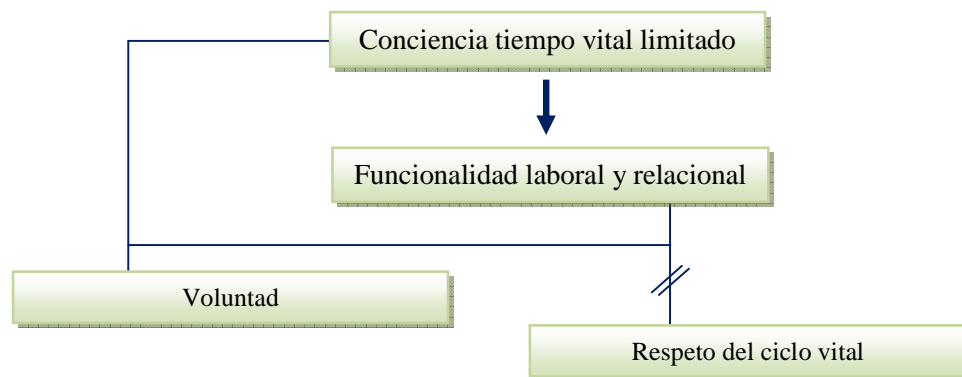 Conciencia tiempo vital limitado
Funcionalidad laboral y relacional
Voluntad
Respeto del ciclo vital